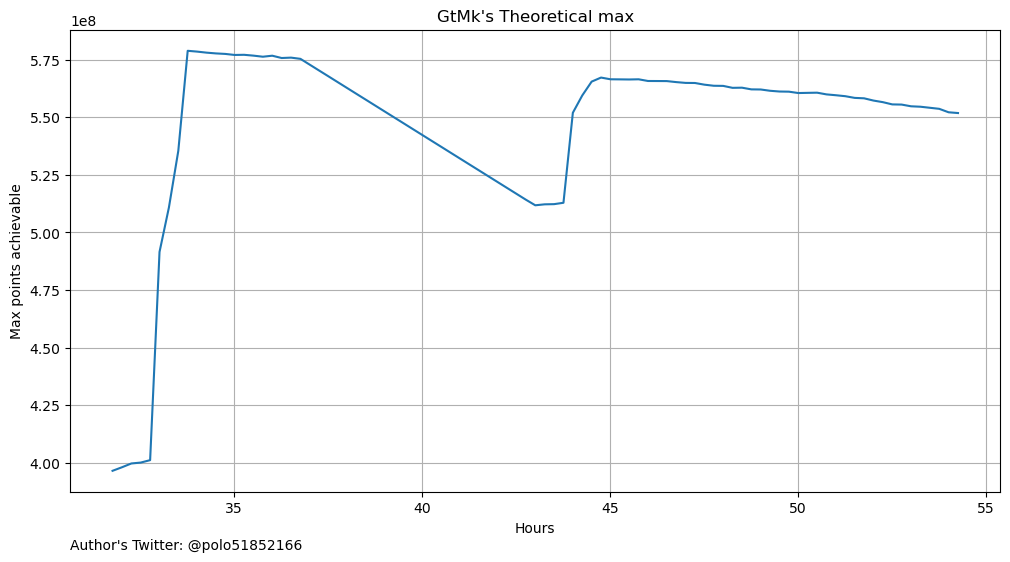 GtMk's Theoretical max
1e8
5.75
5.50
5.25
5.00
4.75
4.50
4.25
4.00
Max points achievable
35 40 45 50 55
Hours
Author's Twitter: @polo51852166